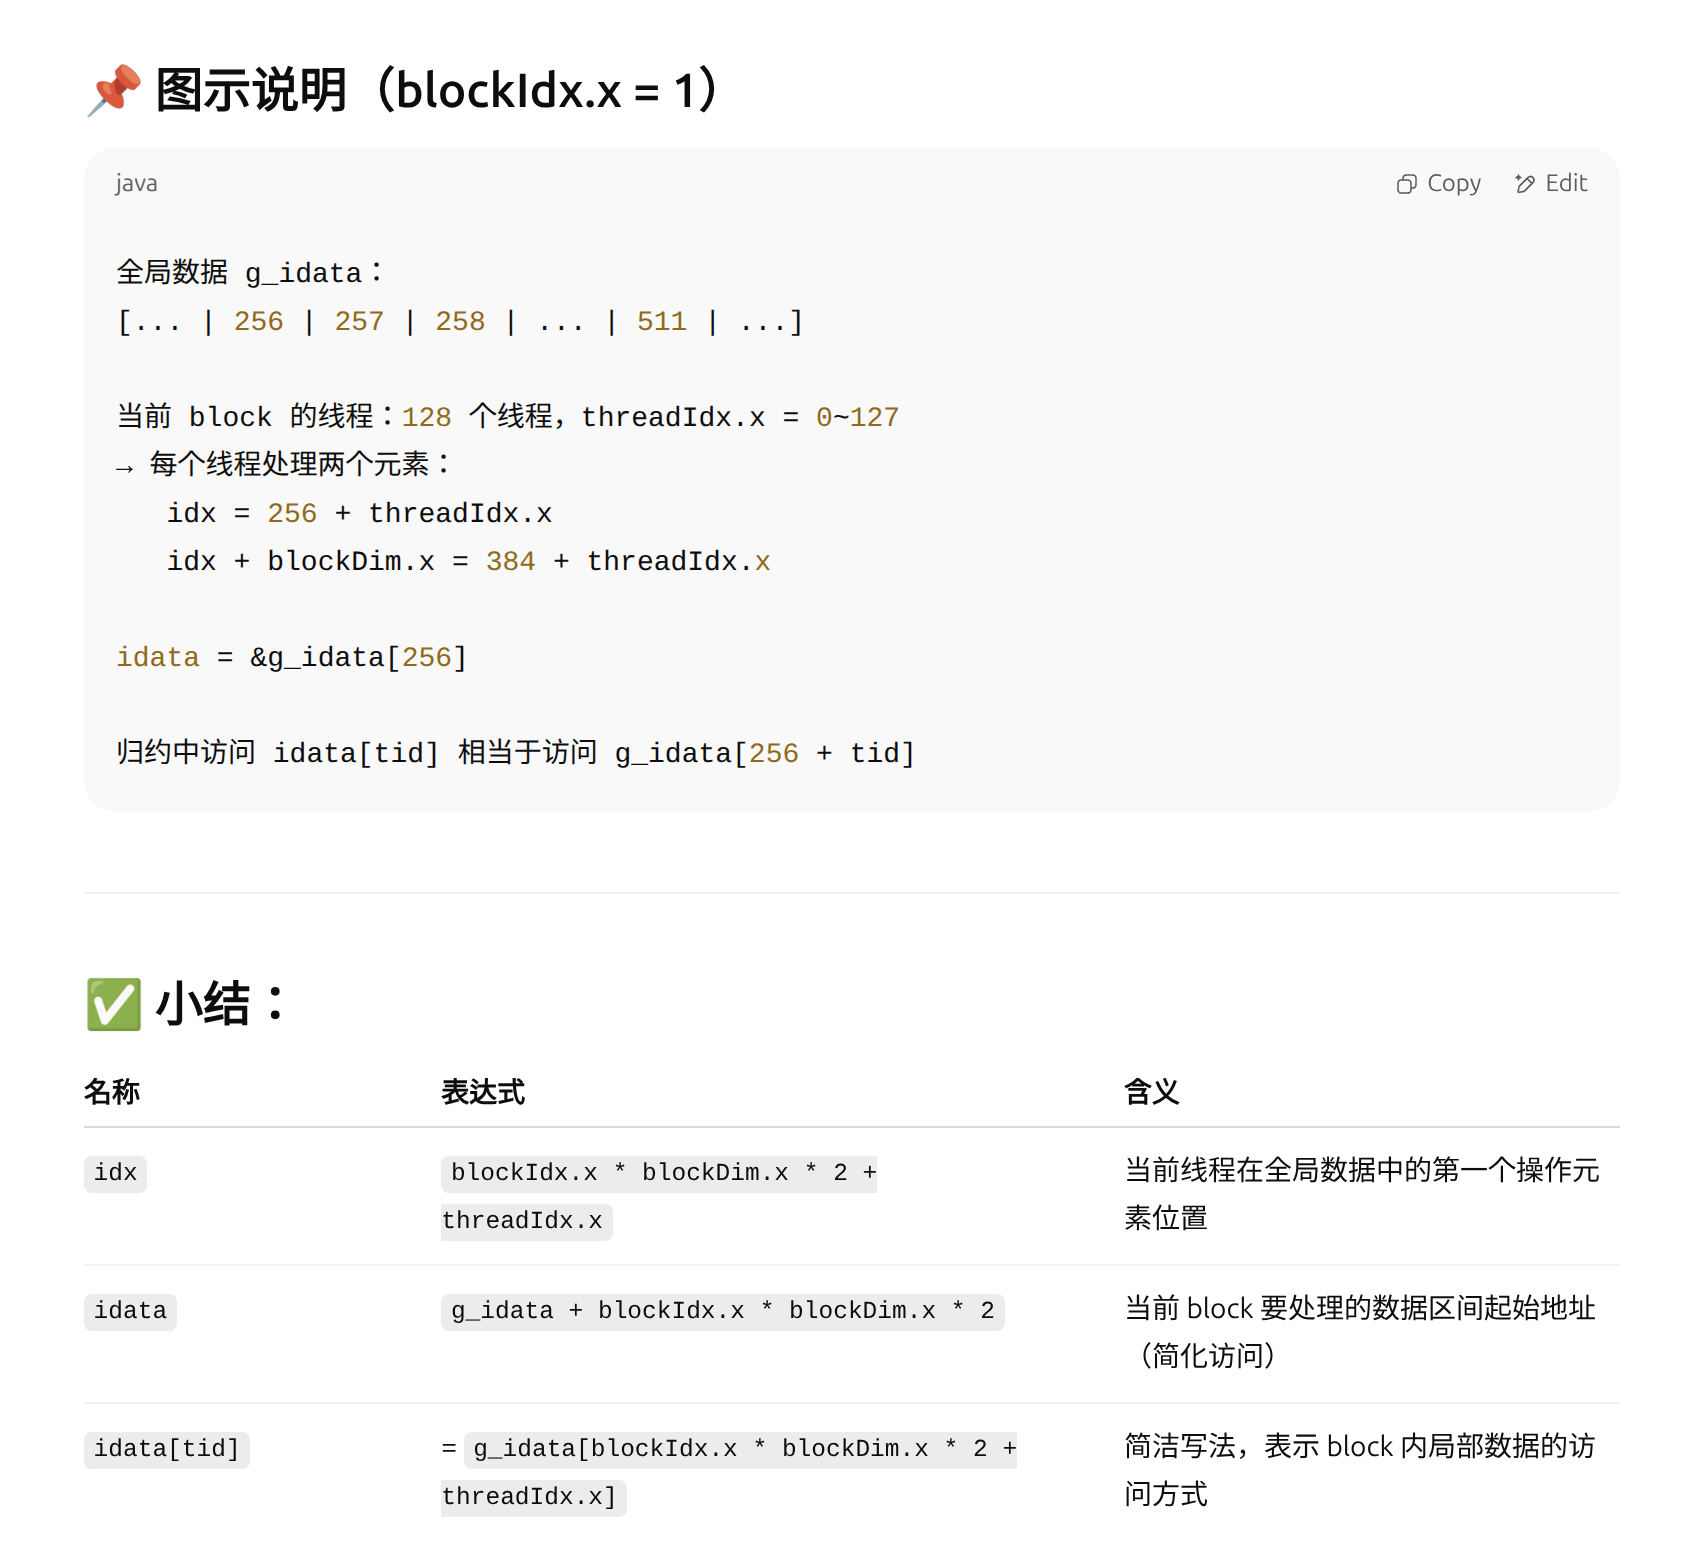 📌 图示说明（blockIdx.x = 1）
java
Copy
Edit
全局数据 g_idata：
[... | 256 | 257 | 258 | ... | 511 | ...]
当前 block 的线程：128 个线程，threadIdx.x = 0~127
→ 每个线程处理两个元素：
idx = 256 + threadIdx.x
idx + blockDim.x = 384 + threadIdx.x
idata = &g_idata[256]
归约中访问 idata[tid] 相当于访问 g_idata[256 + tid]
✅ 小结：
名称
表达式
含义
idx
blockIdx.x * blockDim.x * 2 +
threadIdx.x
当前线程在全局数据中的第一个操作元
素位置
idata
g_idata + blockIdx.x * blockDim.x * 2
当前 block 要处理的数据区间起始地址
（简化访问）
idata[tid]
= g_idata[blockIdx.x * blockDim.x * 2 +
threadIdx.x]
简洁写法，表示 block 内局部数据的访
问方式